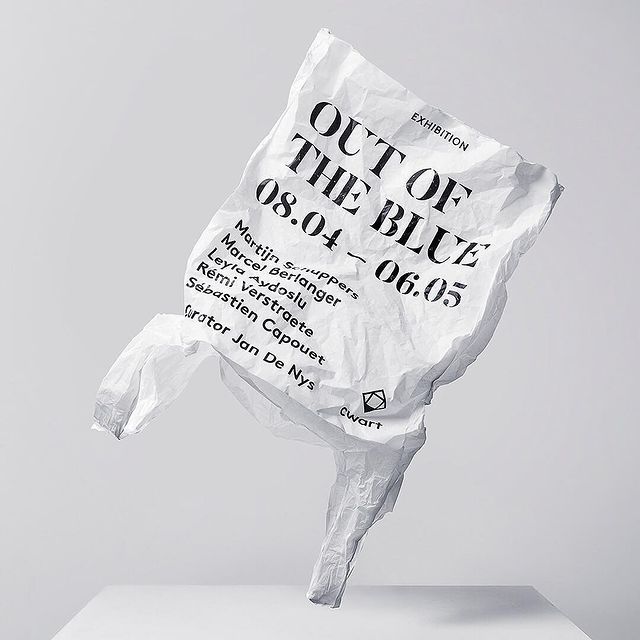 EXHIBITION
OUT OF
THE BLUE
08.04 – 06.05
Martijn Schuppers
Marcel Berlanger
Leyla Aydoslu
Rémi Verstraete
Sébastien Capouet
Curator Jan De Nys
cwart